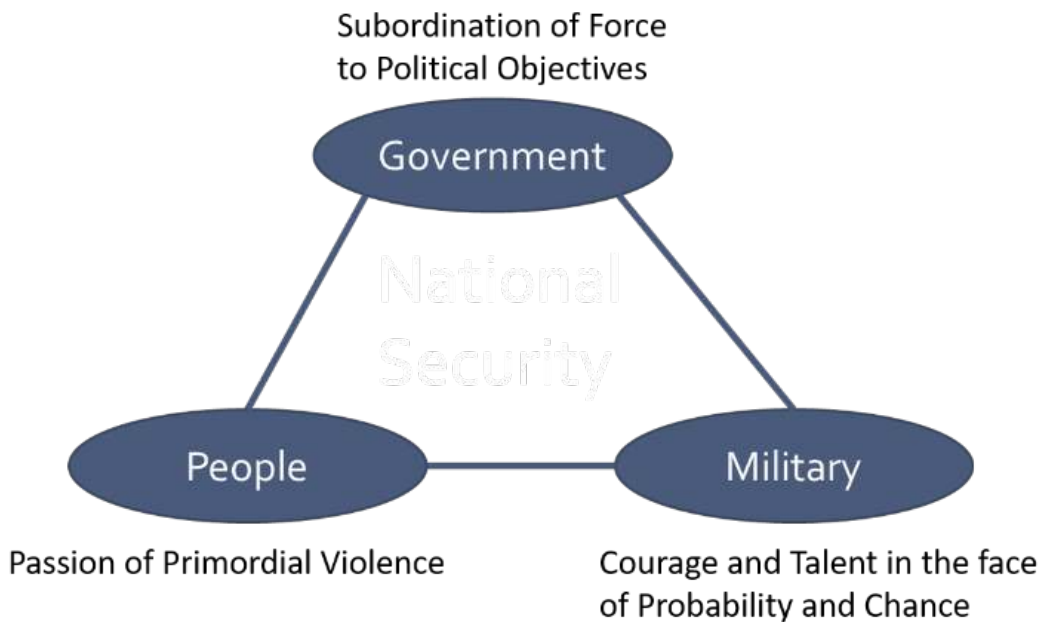 Subordination of Force
to Political Objectives
Government
National
Security
People
Military
Passion of Primordial Violence
Courage and Talent in the face
of Probability and Chance